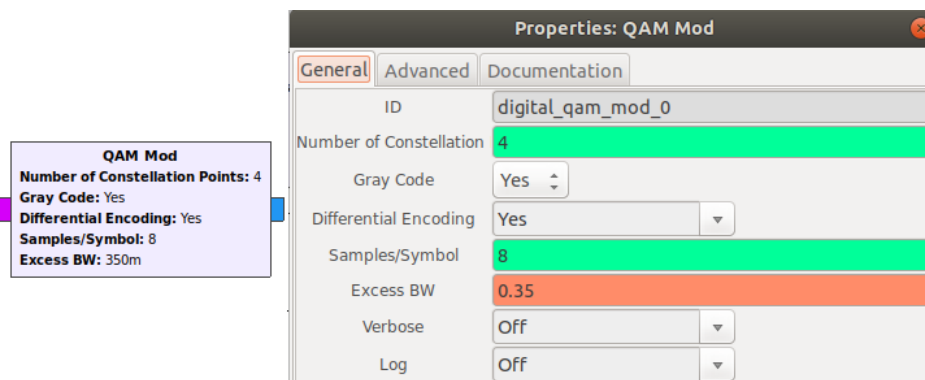 QAM Mod
Number of Constellation Points: 4
Gray Code: Yes
Differential Encoding: Yes
Samples/Symbol: 8
Excess BW: 350m
Properties: QAM Mod
General Advanced Documentation
ID digital_qam_mod_0
Number of Constellation 4
Gray Code Yes
Differential Encoding Yes
Samples/Symbol 8
Excess BW 0.35
Verbose Off
Log Off